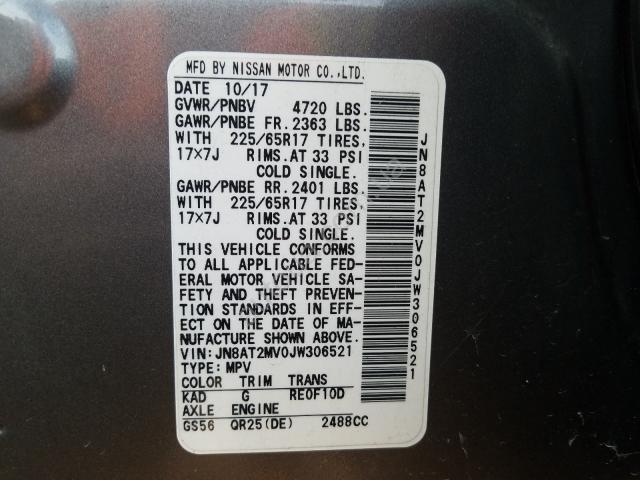 MFD BY NISSAN MOTOR CO.,LTD.
DATE 10/17
GVWR/PNBV 4720 LBS.
GAWR/PNBE FR. 2363 LBS.
WITH 225/65R17 TIRES,
17X7J RIMS. AT 33 PSI
COLD SINGLE.
GAWR/PNBE RR. 2401 LBS.
WITH 225/65R17 TIRES,
17X7J RIMS. AT 33 PSI
COLD SINGLE.
THIS VEHICLE CONFORMS
TO ALL APPLICABLE FED-
ERAL MOTOR VEHICLE SA-
FETY AND THEFT PREVEN-
TION STANDARDS IN EFF-
ECT ON THE DATE OF MA-
NUFACTURE SHOWN ABOVE.
VIN: JN8AT2MV0JW306521
TYPE: MPV
COLOR TRIM TRANS
KAD G RE0F10D
AXLE ENGINE
GS56 QR25(DE) 2488CC
JN8AT2MV0JW306521